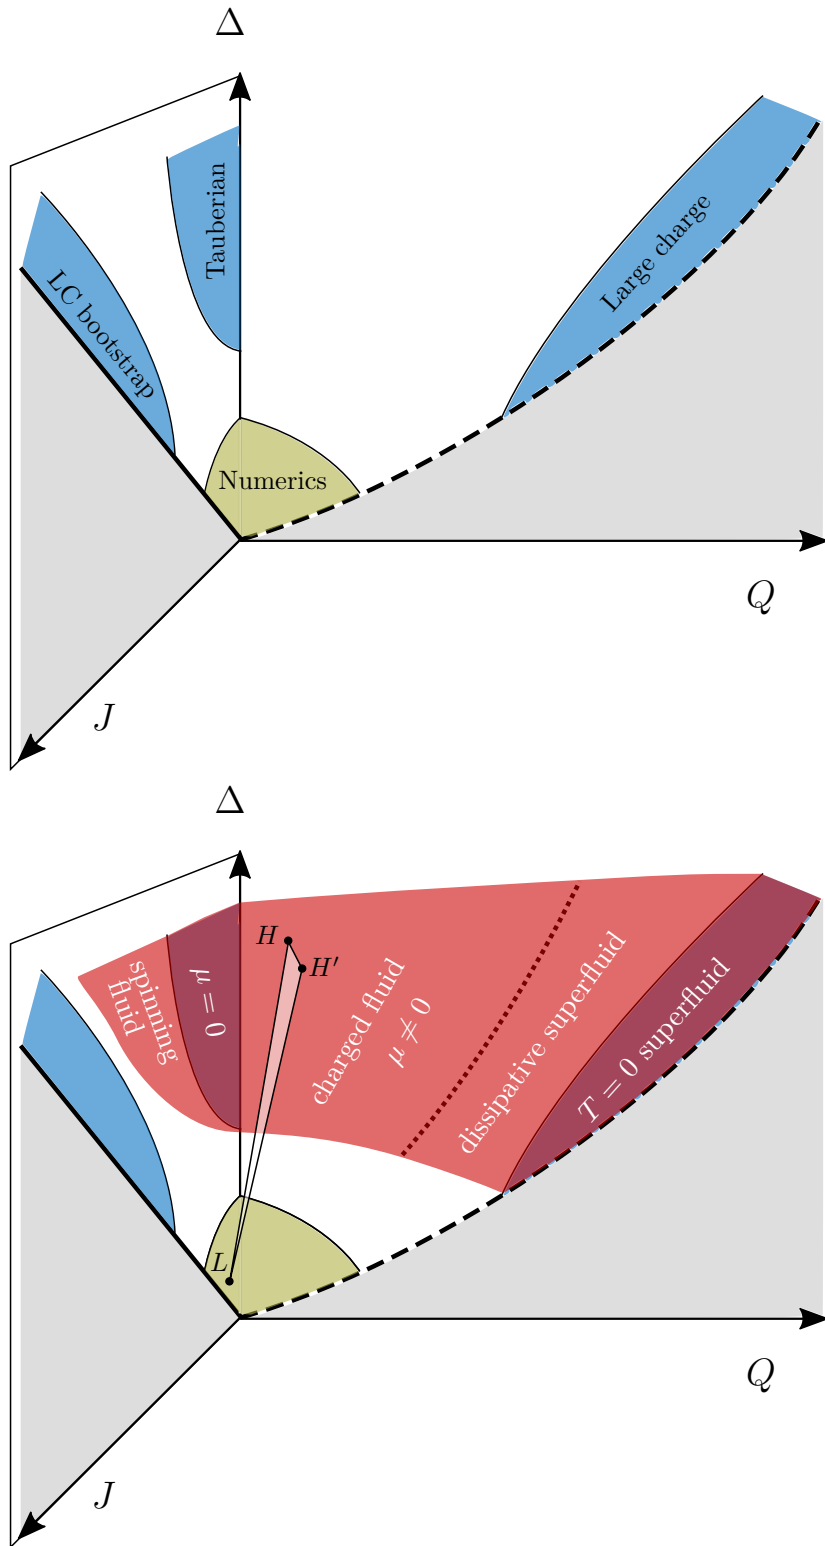 Δ
Tauberian
LC bootstrap
Large charge
Numerics
Q
J
Δ
H
H′
spinning
fluid
μ = 0
charged fluid
μ ≠ 0
dissipative superfluid
T = 0 superfluid
L
Q
J